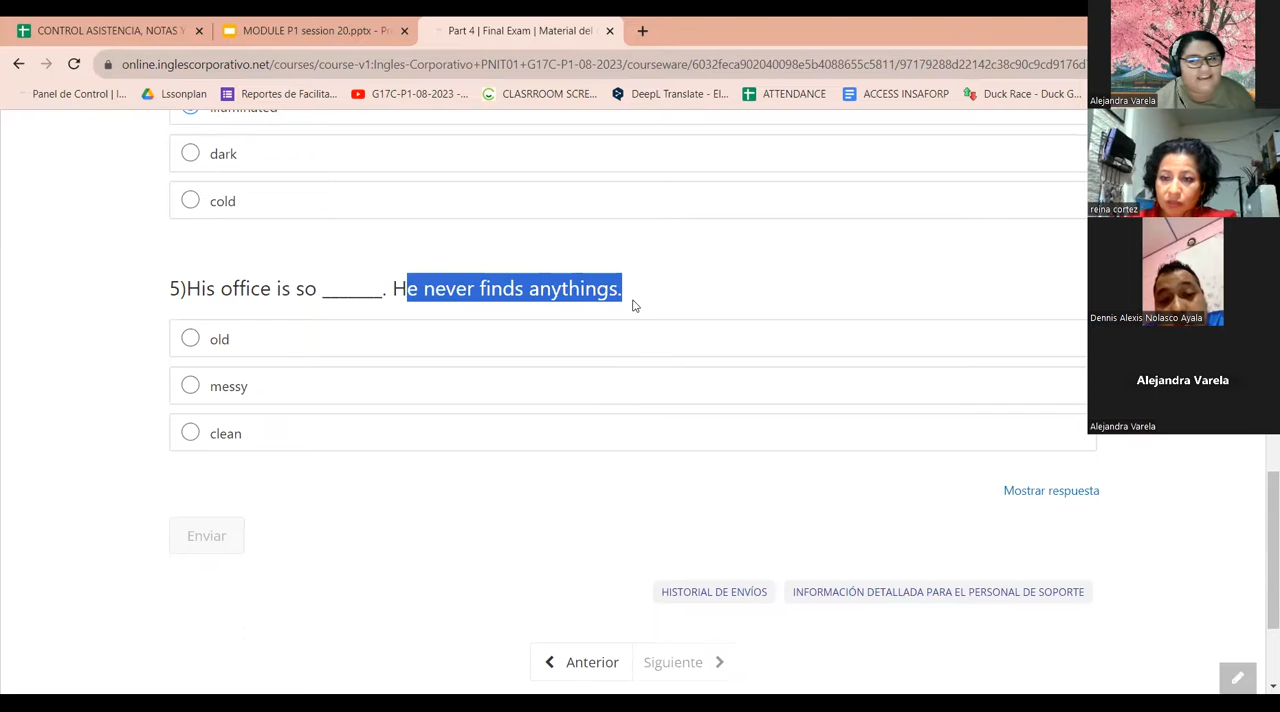 CONTROL ASISTENCIA, NOTAS Y
MODULE P1 session 20.pptx - Pr
Part 4 | Final Exam | Material del
online.inglescorporativo.net/courses/course-v1:Ingles-Corporativo+PNIT01+G17C-P1-08-2023/courseware/6032feca902040098e5b4088655c5811/97179288d22142c38c90c9cd9176d
Panel de Control | I...
Lssonplan
Reportes de Facilita...
G17C-P1-08-2023 -...
CLASSROOM SCRE...
DeepL Translate - El...
ATTENDANCE
ACCESS INSAFORP
Duck Race - Duck G...
Alejandra Varela
reina cortez
Dennis Alexis Nolasco Ayala
Alejandra Varela
Alejandra Varela
illuminated
dark
cold
5)His office is so ______. He never finds anythings.
old
messy
clean
Mostrar respuesta
Enviar
HISTORIAL DE ENVÍOS
INFORMACIÓN DETALLADA PARA EL PERSONAL DE SOPORTE
Anterior
Siguiente